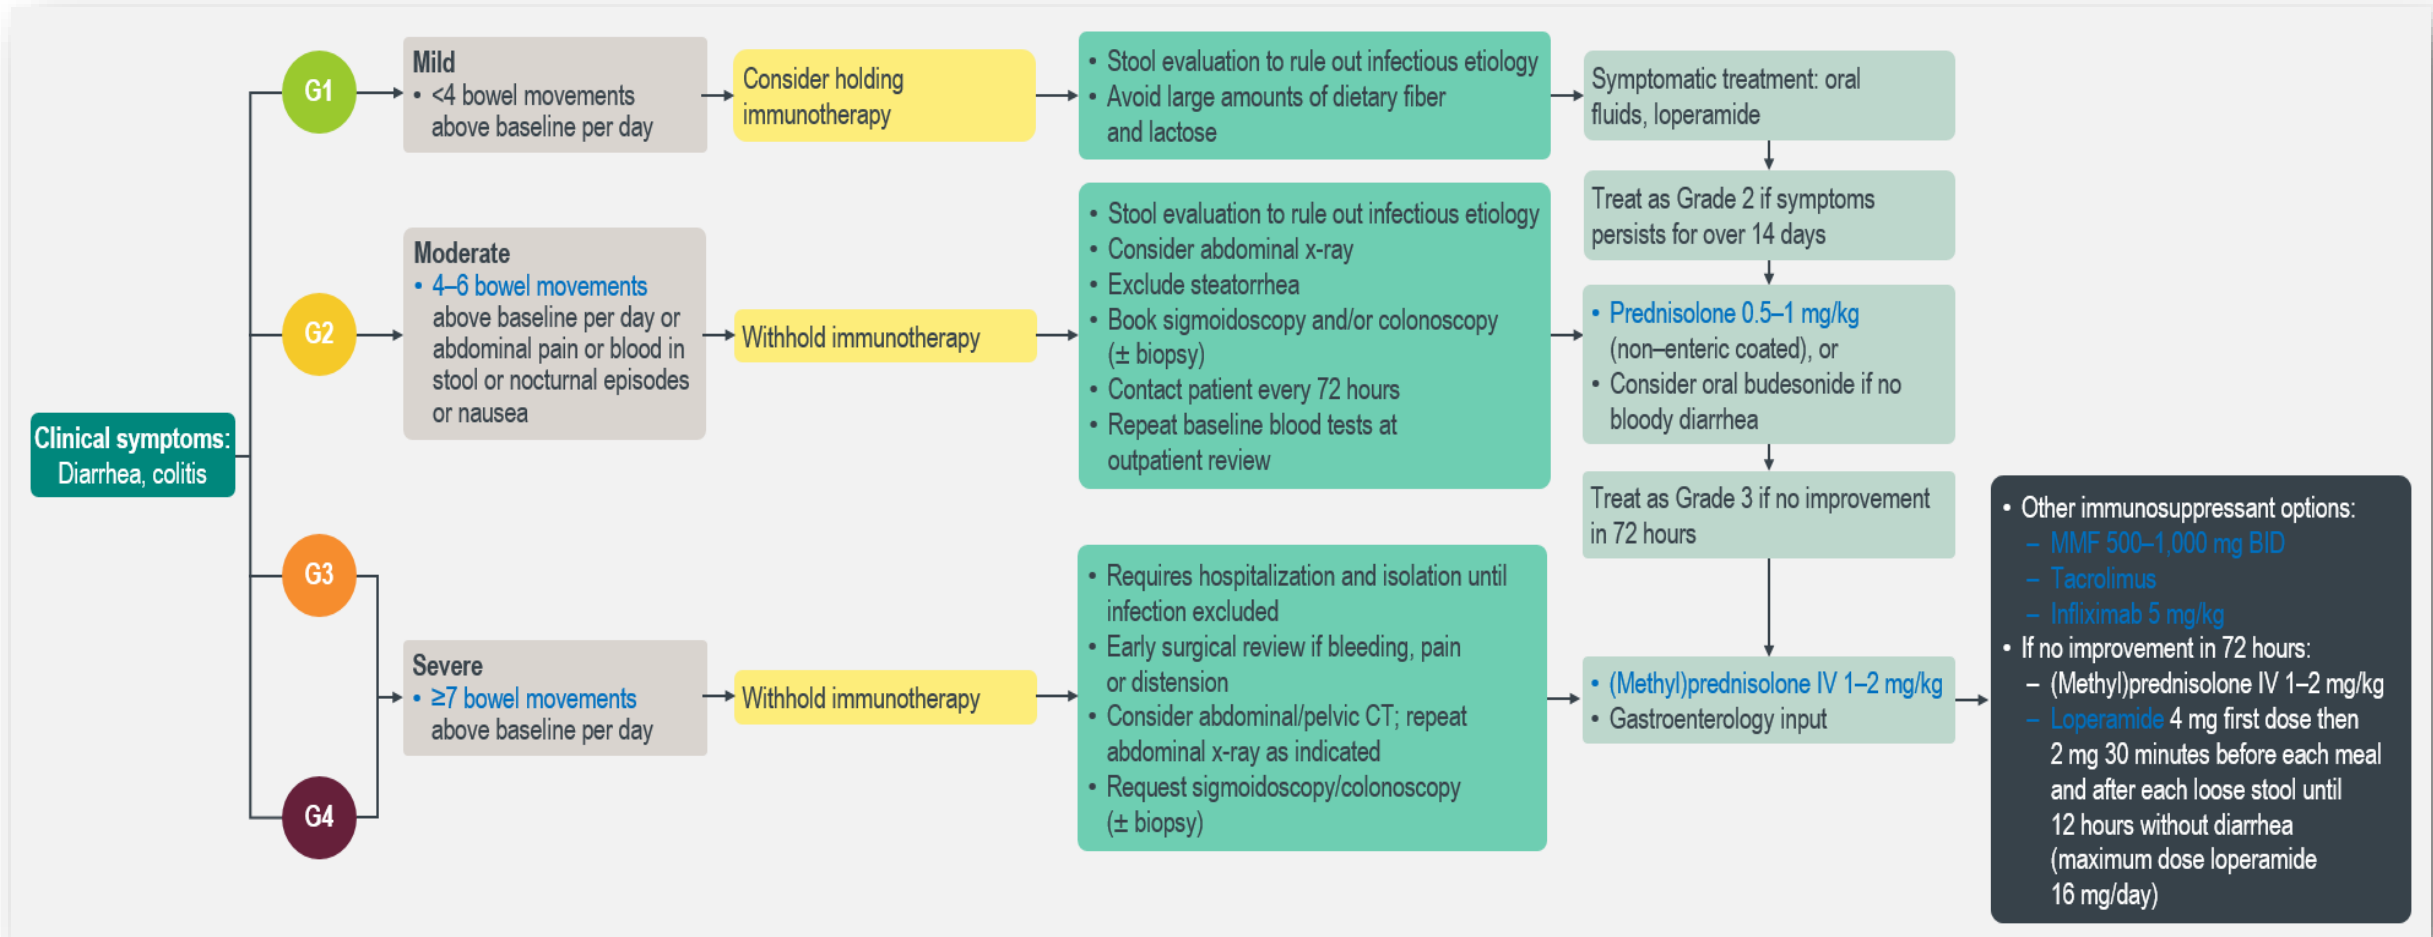 Clinical symptoms:
Diarrhea, colitis
G1
Mild
• <4 bowel movements
above baseline per day
Consider holding
immunotherapy
• Stool evaluation to rule out infectious etiology
• Avoid large amounts of dietary fiber
and lactose
Symptomatic treatment: oral
fluids, loperamide
Treat as Grade 2 if symptoms
persists for over 14 days
G2
Moderate
• 4–6 bowel movements
above baseline per day or
abdominal pain or blood in
stool or nocturnal episodes
or nausea
Withhold immunotherapy
• Stool evaluation to rule out infectious etiology
• Consider abdominal x-ray
• Exclude steatorrhea
• Book sigmoidoscopy and/or colonoscopy
(± biopsy)
• Contact patient every 72 hours
• Repeat baseline blood tests at
outpatient review
• Prednisolone 0.5–1 mg/kg
(non–enteric coated), or
• Consider oral budesonide if no
bloody diarrhea
Treat as Grade 3 if no improvement
in 72 hours
G3
G4
Severe
• ≥7 bowel movements
above baseline per day
Withhold immunotherapy
• Requires hospitalization and isolation until
infection excluded
• Early surgical review if bleeding, pain
or distension
• Consider abdominal/pelvic CT; repeat
abdominal x-ray as indicated
• Request sigmoidoscopy/colonoscopy
(± biopsy)
• (Methyl)prednisolone IV 1–2 mg/kg
• Gastroenterology input
• Other immunosuppressant options:
– MMF 500–1,000 mg BID
– Tacrolimus
– Infliximab 5 mg/kg
• If no improvement in 72 hours:
– (Methyl)prednisolone IV 1–2 mg/kg
– Loperamide 4 mg first dose then
2 mg 30 minutes before each meal
and after each loose stool until
12 hours without diarrhea
(maximum dose loperamide
16 mg/day)